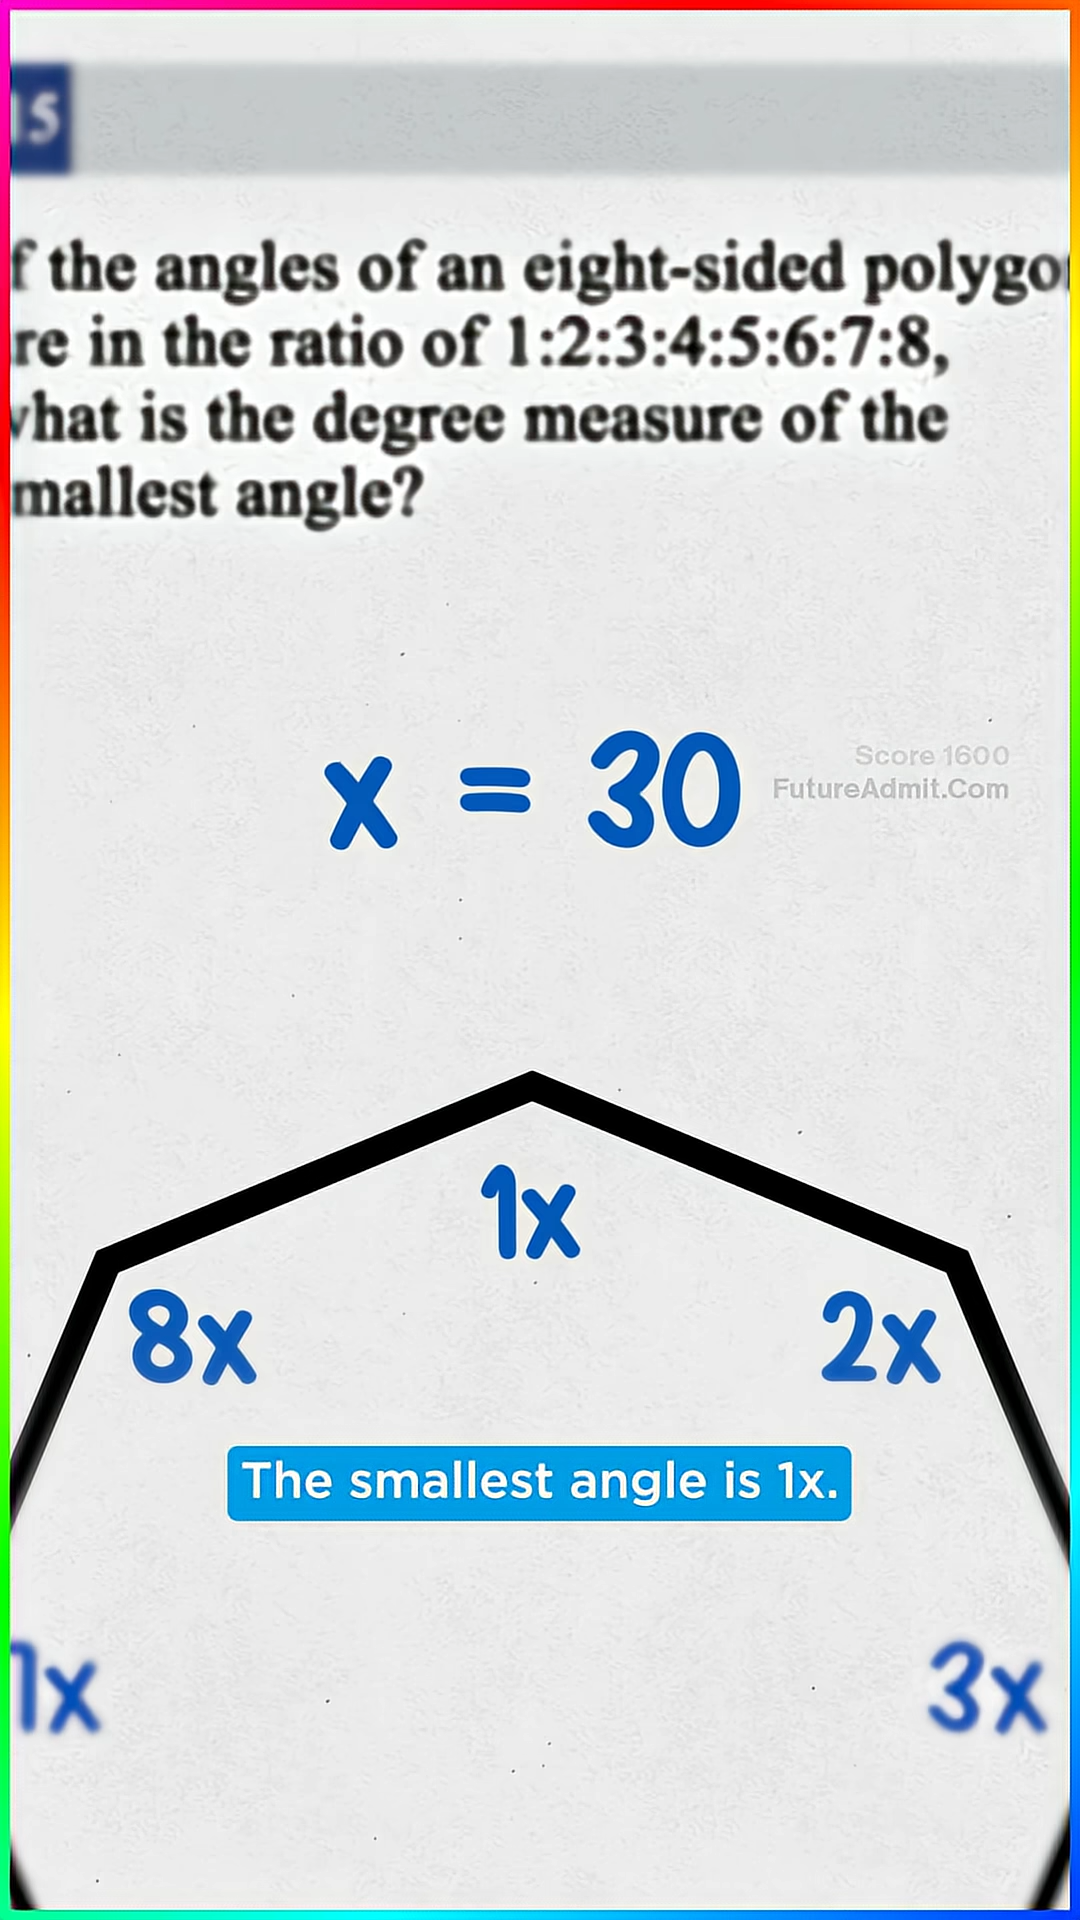 15
f the angles of an eight-sided polygo
re in the ratio of 1:2:3:4:5:6:7:8,
what is the degree measure of the
mallest angle?
x = 30
Score 1600
FutureAdmit.Com
1x
8x
2x
The smallest angle is 1x.
3x